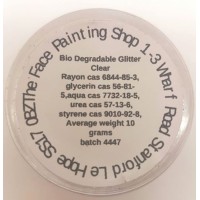 The Face Painting Shop 1-3 Wharf Road Stanford Le Hope SS17 0BZ
Bio Degradable Glitter
Clear
Rayon cas 6844-85-3,
glycerin cas 56-81-
5,aqua cas 7732-18-5,
urea cas 57-13-6,
styrene cas 9010-92-8,
Average weight 10
grams
batch 4447